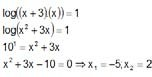 log((x + 3).(x)) = 1
log(x² + 3x) = 1
10¹ = x² + 3x
x² + 3x − 10 = 0 ⇒ x₁ = −5; x₂ = 2